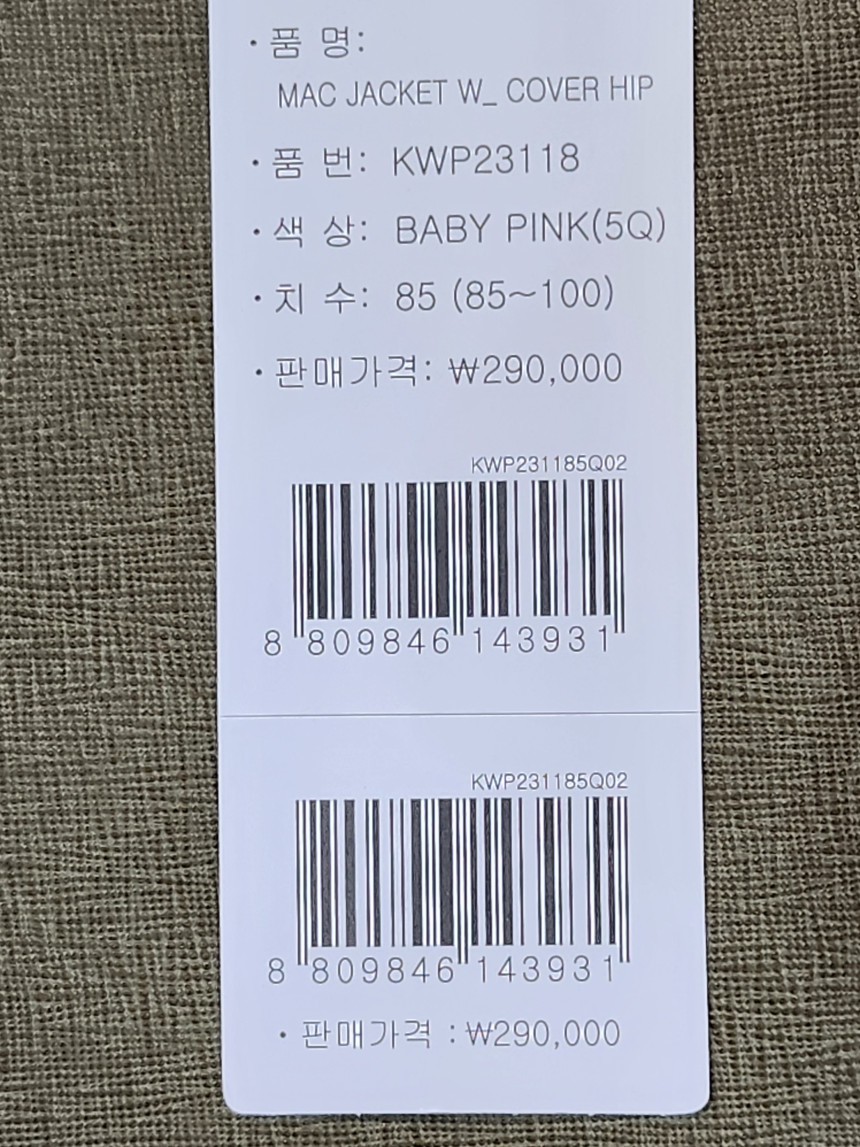 · 품 명:
MAC JACKET W_ COVER HIP
· 품 번: KWP23118
· 색 상: BABY PINK(5Q)
· 치 수: 85 (85~100)
· 판매가격: ₩290,000
KWP231185Q02
8 809846 143931
KWP231185Q02
8 809846 143931
· 판매가격 :₩290,000